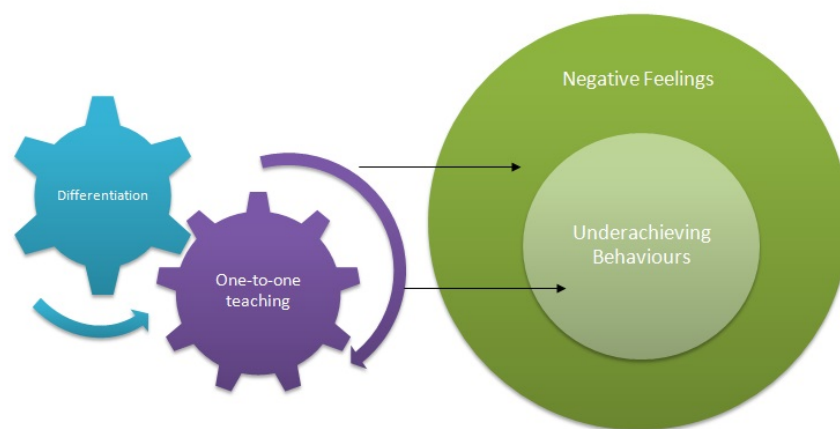 Negative Feelings
Differentiation
Underachieving
Behaviours
One-to-one
teaching